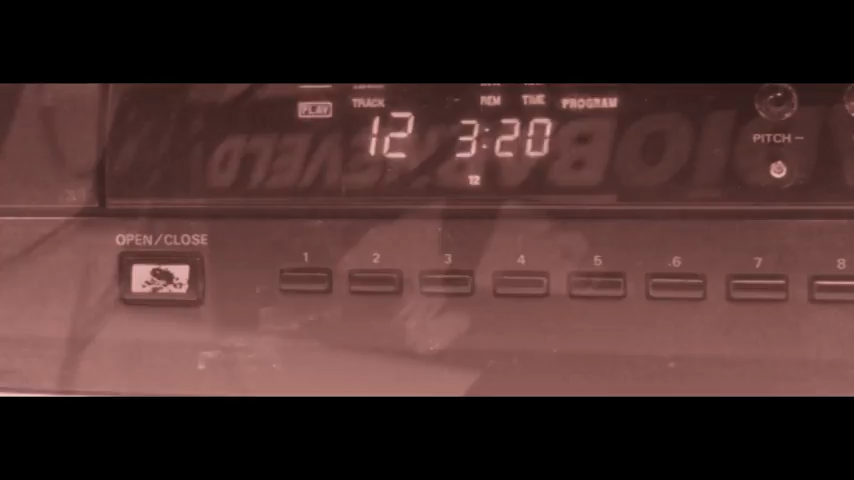 PLAY TRACK REM TIME PROGRAM
12 3:20
PITCH –
12
OPEN/CLOSE
1 2 3 4 5 6 7 8